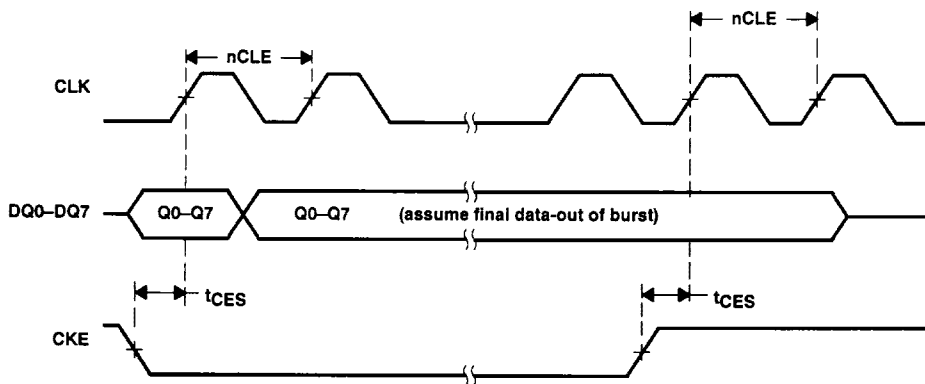 nCLE
nCLE
CLK
DQ0–DQ7
Q0–Q7
Q0–Q7
(assume final data-out of burst)
tCES
tCES
CKE